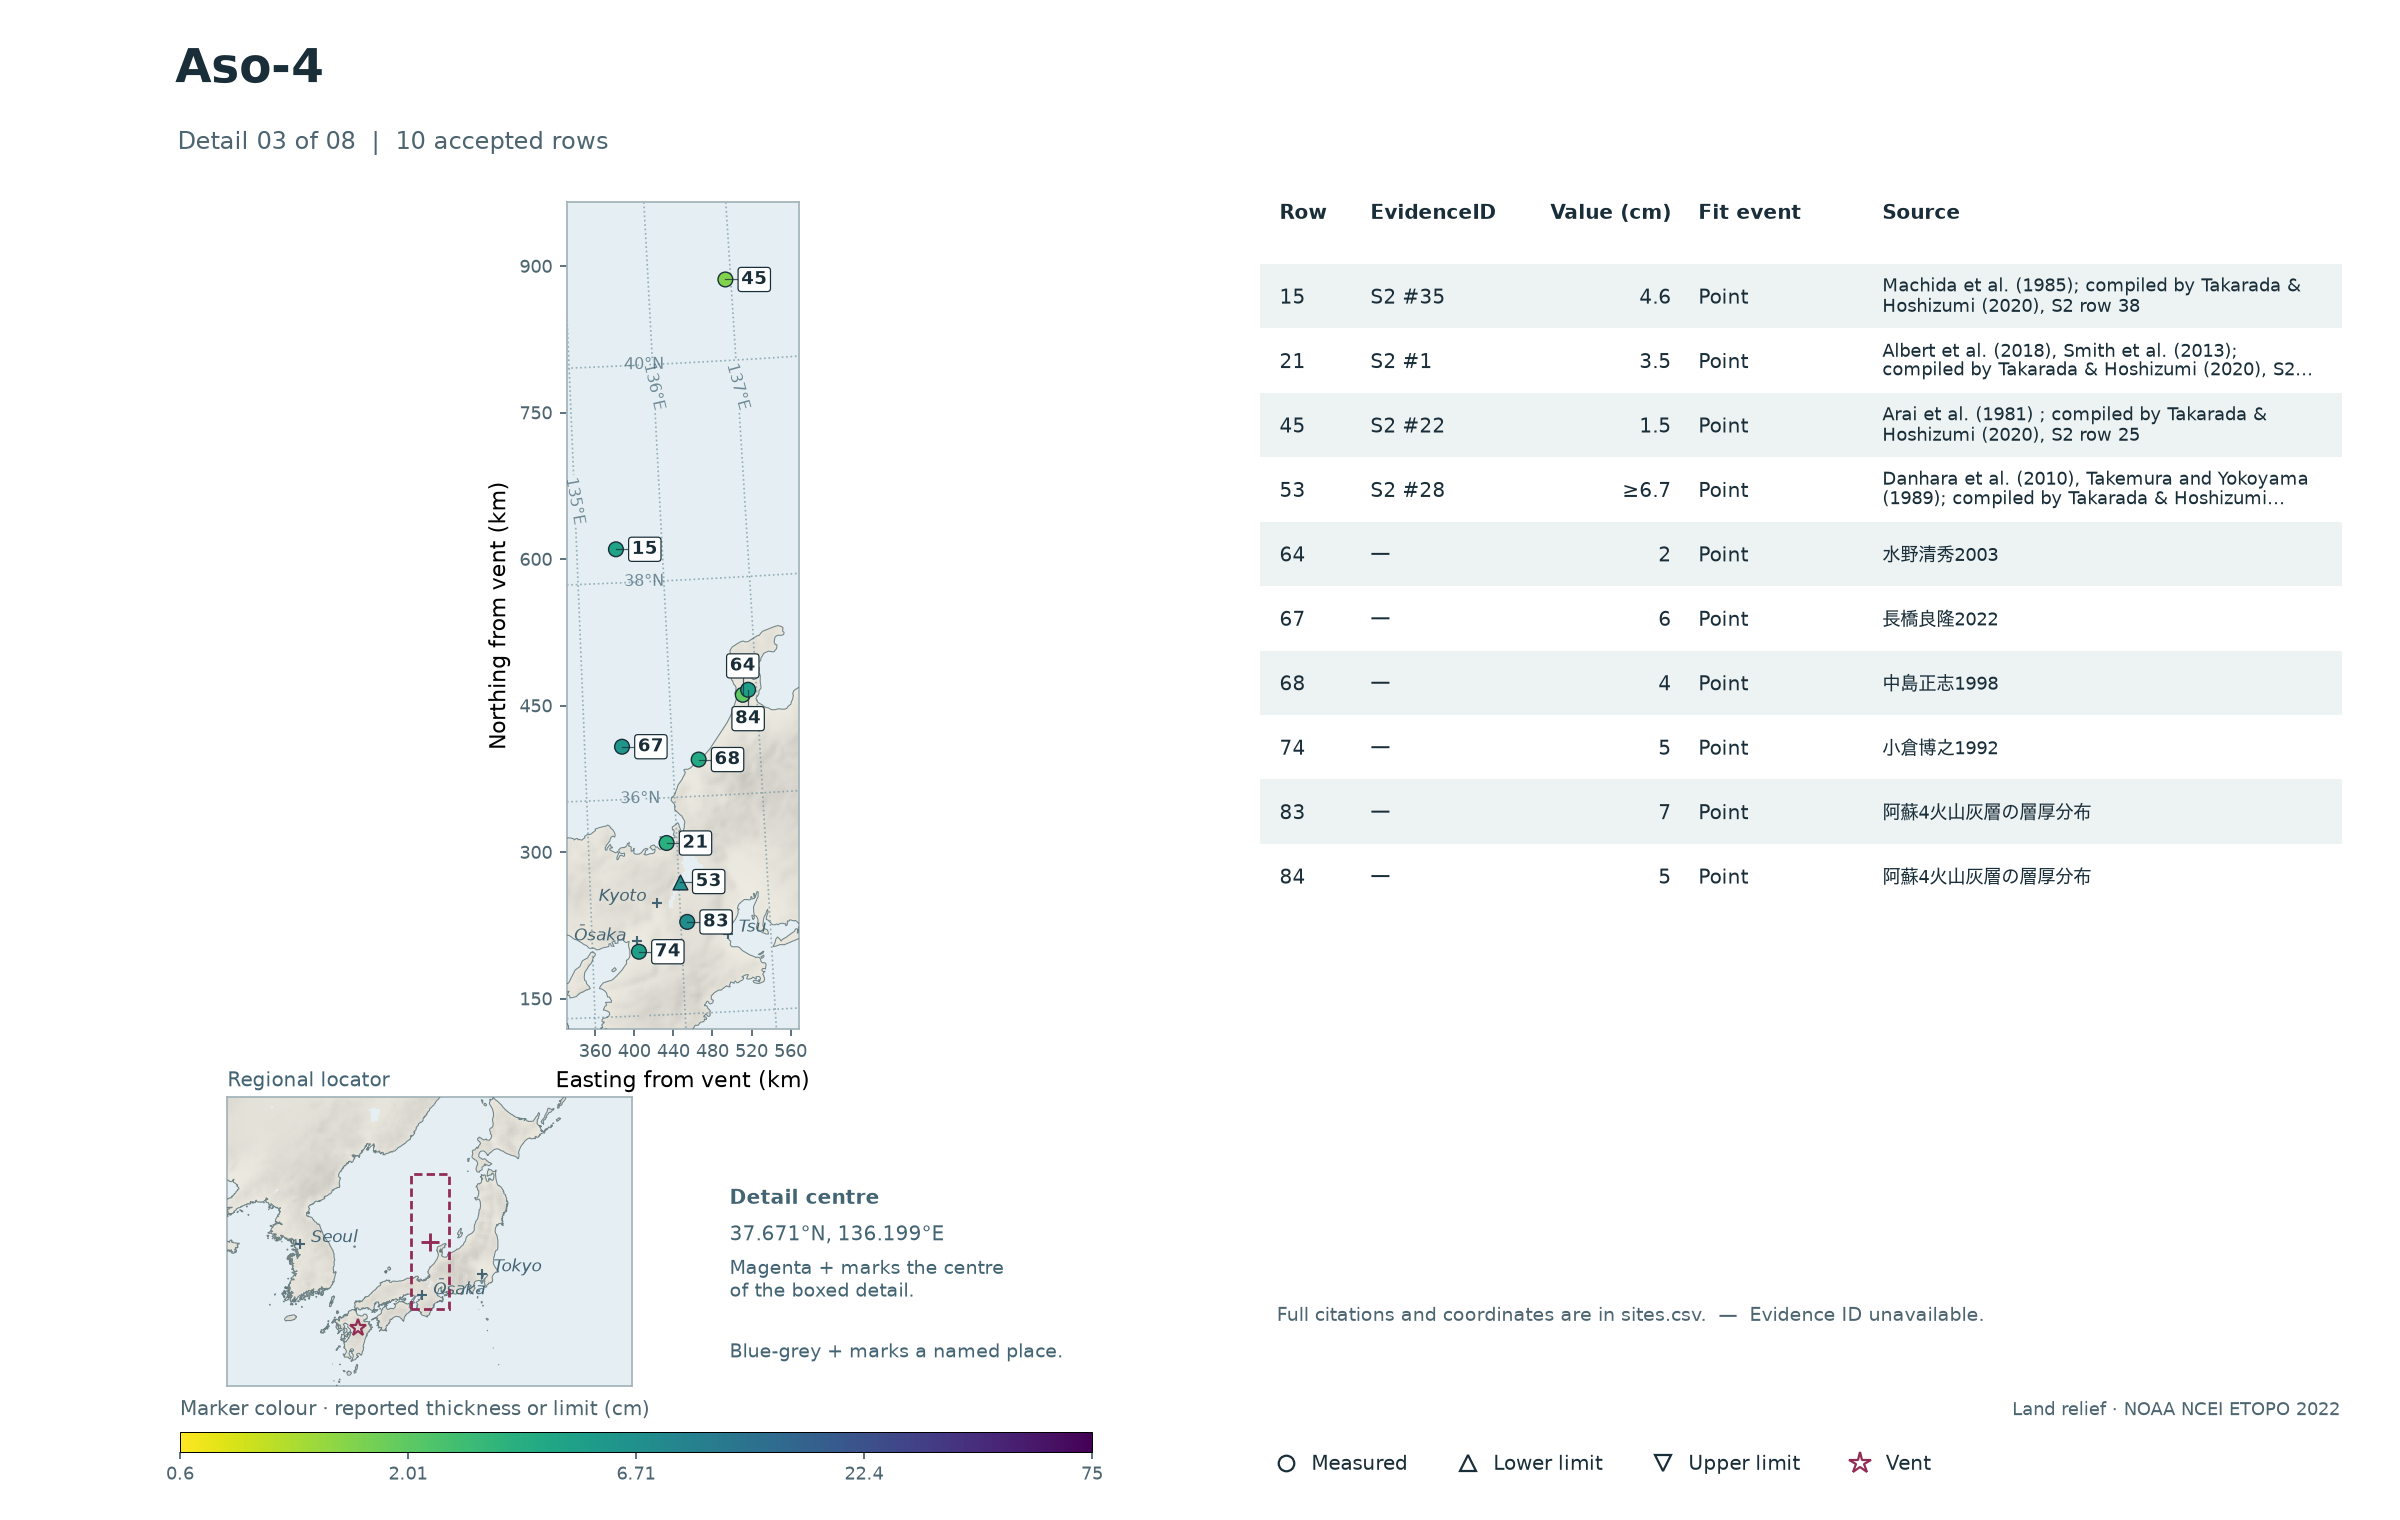 Aso-4
Detail 03 of 08 | 10 accepted rows
Northing from vent (km)
900
750
600
450
300
150
360 400 440 480 520 560
Easting from vent (km)
45
40°N
136°E
137°E
135°E
15
38°N
64
84
67
68
36°N
21
53
Kyoto
83
Tsu
Ōsaka
74
Row EvidenceID Value (cm) Fit event Source
15 S2 #35 4.6 Point Machida et al. (1985); compiled by Takarada &
Hoshizumi (2020), S2 row 38
21 S2 #1 3.5 Point Albert et al. (2018), Smith et al. (2013);
compiled by Takarada & Hoshizumi (2020), S2...
45 S2 #22 1.5 Point Arai et al. (1981) ; compiled by Takarada &
Hoshizumi (2020), S2 row 25
53 S2 #28 ≥6.7 Point Danhara et al. (2010), Takemura and Yokoyama
(1989); compiled by Takarada & Hoshizumi...
64 — 2 Point 水野清秀2003
67 — 6 Point 長橋良隆2022
68 — 4 Point 中島正志1998
74 — 5 Point 小倉博之1992
83 — 7 Point 阿蘇4火山灰層の層厚分布
84 — 5 Point 阿蘇4火山灰層の層厚分布
Regional locator
Seoul
Tokyo
Ōsaka
Detail centre
37.671°N, 136.199°E
Magenta + marks the centre
of the boxed detail.
Blue-grey + marks a named place.
Full citations and coordinates are in sites.csv. — Evidence ID unavailable.
Marker colour · reported thickness or limit (cm)
0.6 2.01 6.71 22.4 75
Land relief · NOAA NCEI ETOPO 2022
Measured Lower limit Upper limit Vent